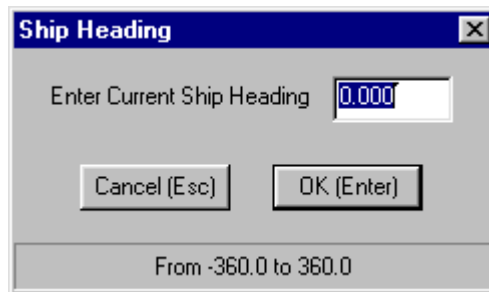 Ship Heading
Enter Current Ship Heading 0.000
Cancel (Esc) OK (Enter)
From -360.0 to 360.0